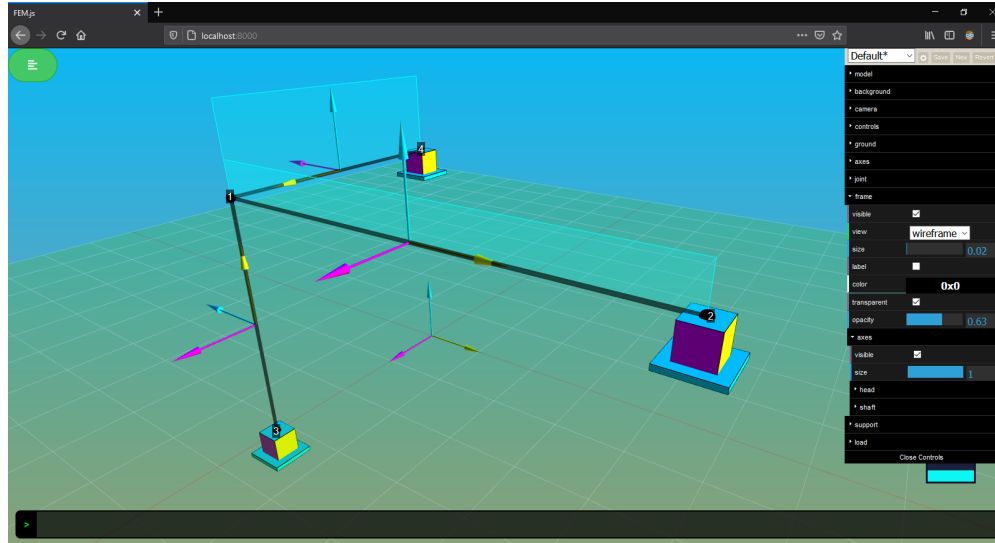 FEM.js
localhost:8000
Default*
Save New Revert
model
background
camera
controls
ground
axes
joint
frame
visible
view wireframe
size 0.02
label
color 0x0
transparent
opacity 0.63
axes
visible
size 1
head
shaft
support
load
Close Controls
4
1
2
3
>